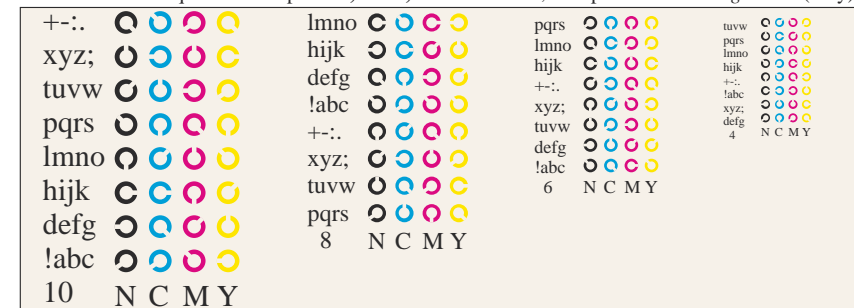 +-:.
xyz;
tuvw
pqrs
lmno
hijk
defg
!abc
10 N C M Y
lmno
hijk
defg
!abc
+-:.
xyz;
tuvw
pqrs
8 N C M Y
pqrs
lmno
hijk
+-:.
xyz;
tuvw
defg
!abc
6 N C M Y
tuvw
pqrs
lmno
hijk
+-:.
!abc
xyz;
defg
4 N C M Y